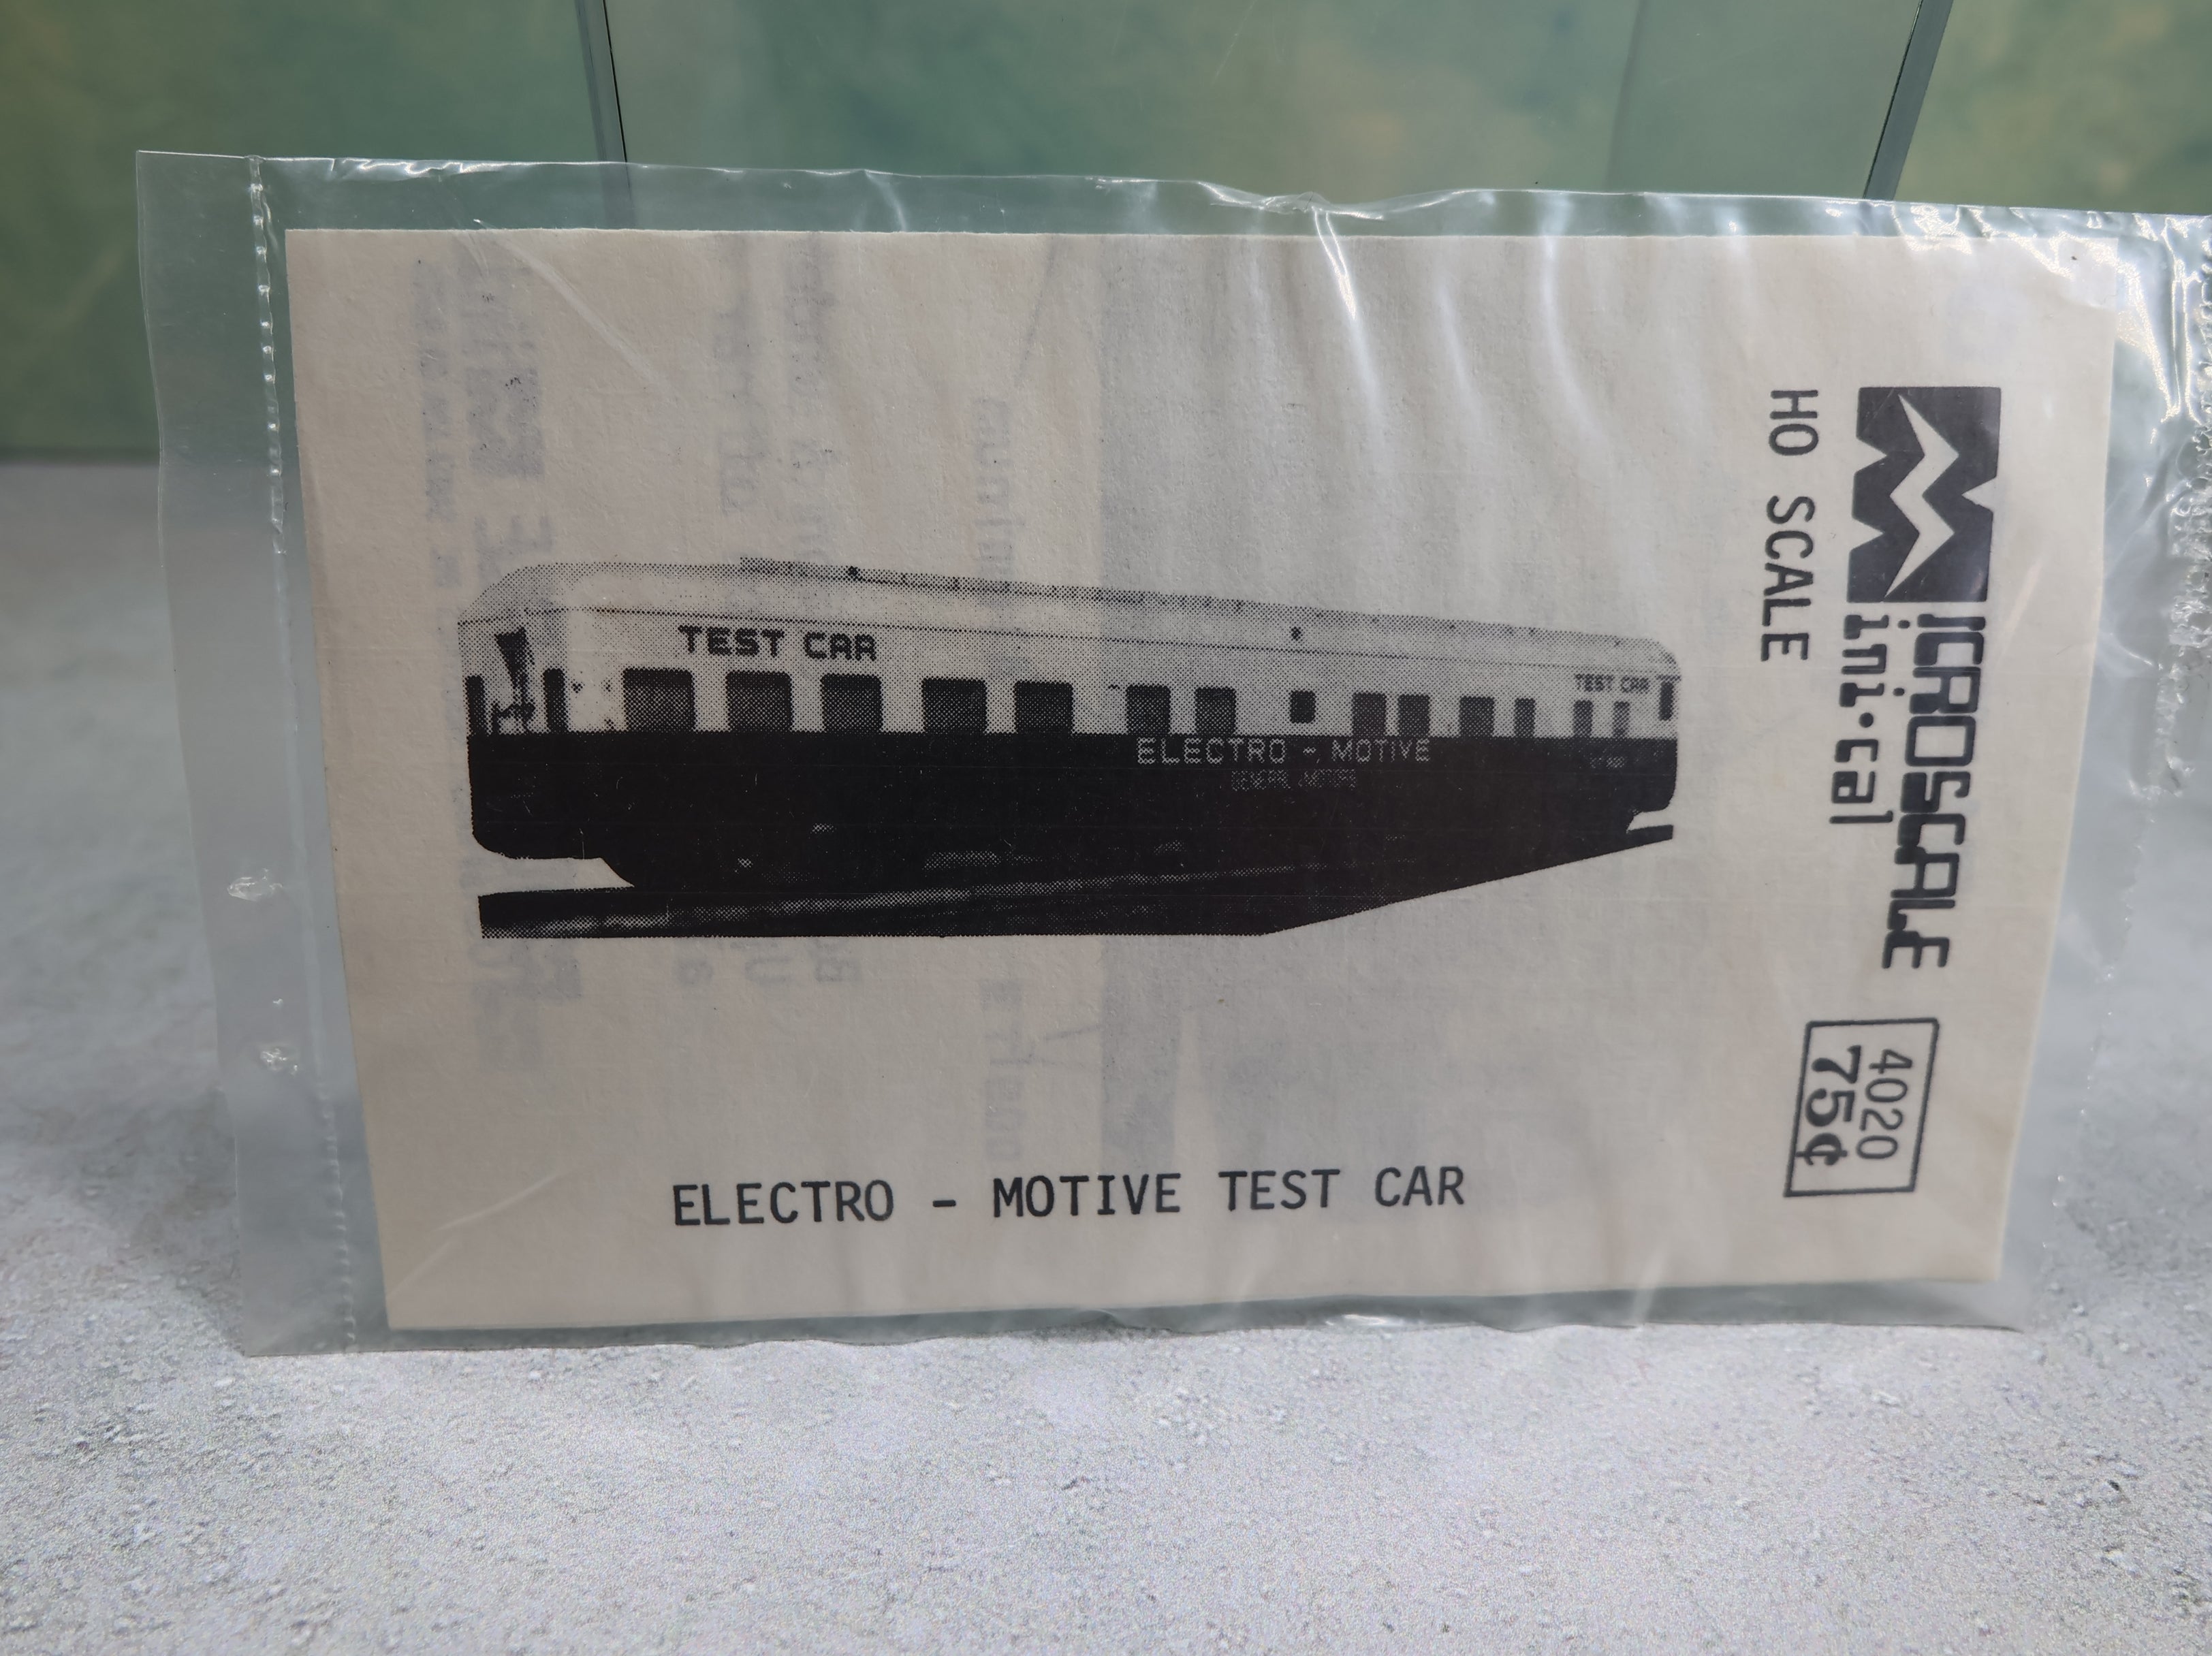 TEST CAR
TEST CAR
ELECTRO - MOTIVE
GENERAL MOTORS
ELECTRO - MOTIVE TEST CAR
MICROSCALE
Mini·cal
HO SCALE
4020
75¢